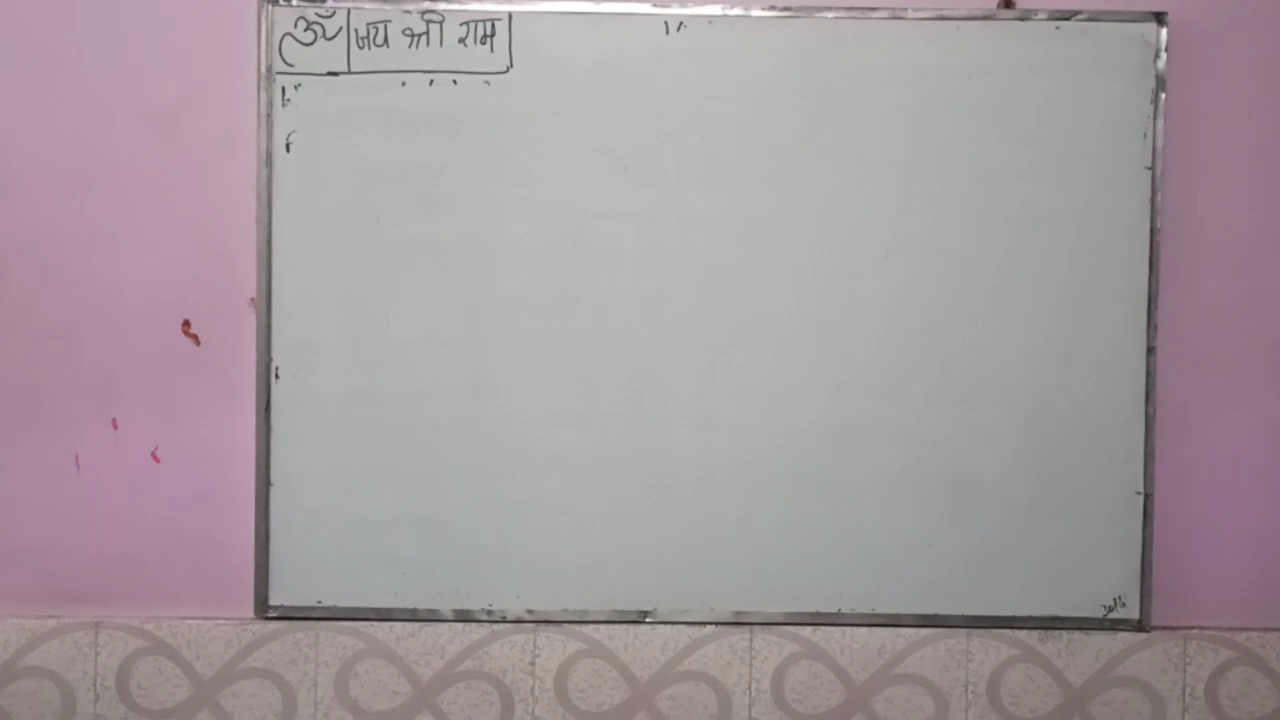 ॐ जय श्री राम